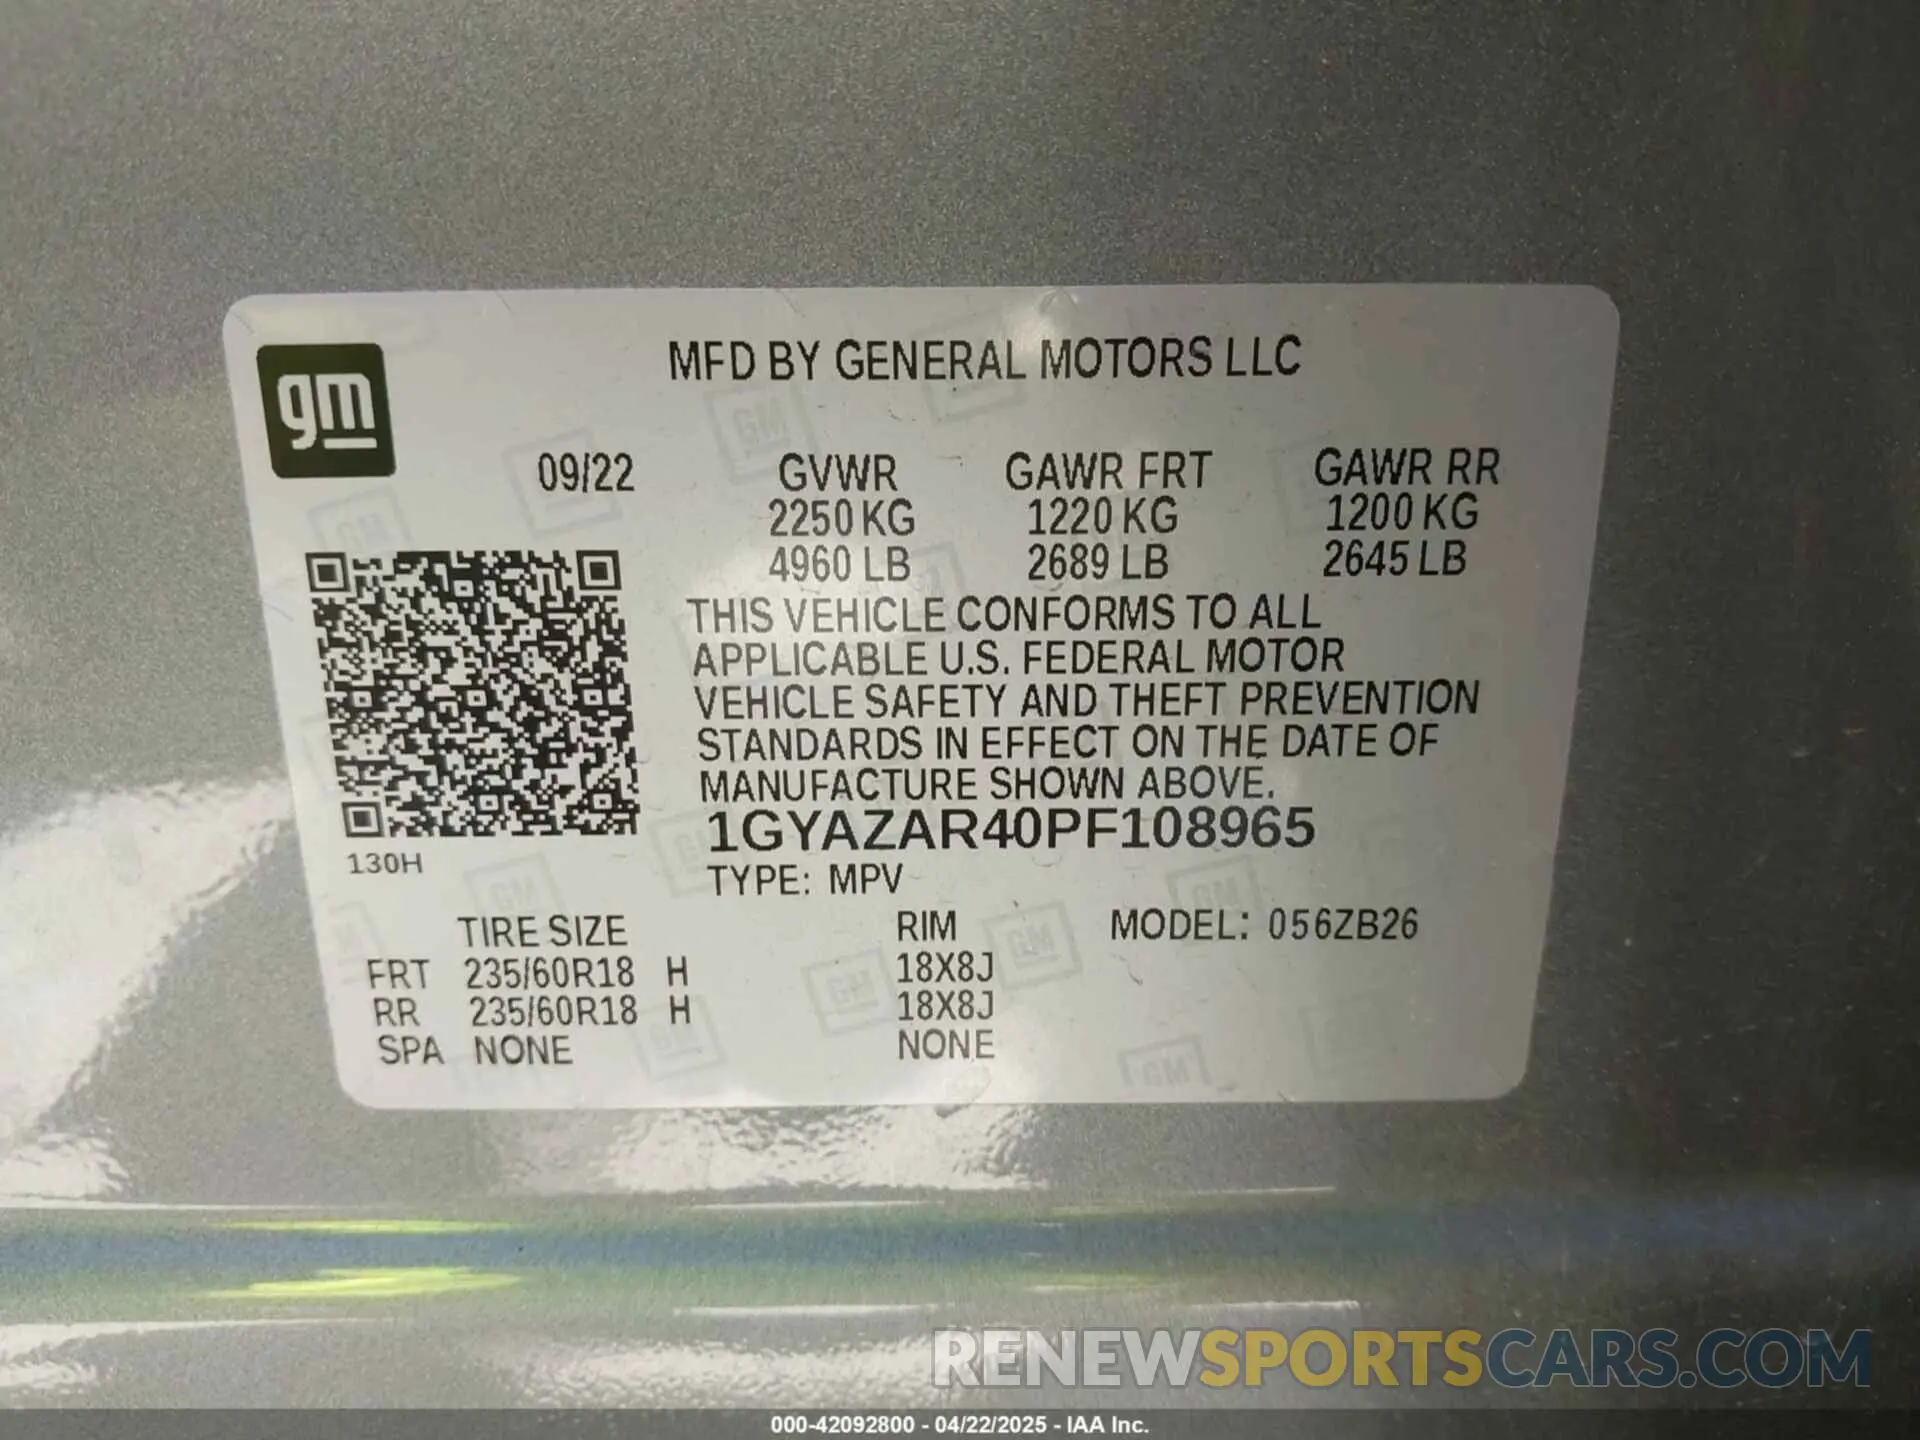 MFD BY GENERAL MOTORS LLC
gm
09/22 GVWR GAWR FRT GAWR RR
2250 KG 1220 KG 1200 KG
4960 LB 2689 LB 2645 LB
THIS VEHICLE CONFORMS TO ALL
APPLICABLE U.S. FEDERAL MOTOR
VEHICLE SAFETY AND THEFT PREVENTION
STANDARDS IN EFFECT ON THE DATE OF
MANUFACTURE SHOWN ABOVE.
1GYAZAR40PF108965
130H
TYPE: MPV
TIRE SIZE RIM MODEL: 056ZB26
FRT 235/60R18 H 18X8J
RR 235/60R18 H 18X8J
SPA NONE NONE
RENEWSPORTSCARS.COM
000-42092800 - 04/22/2025 - IAA Inc.